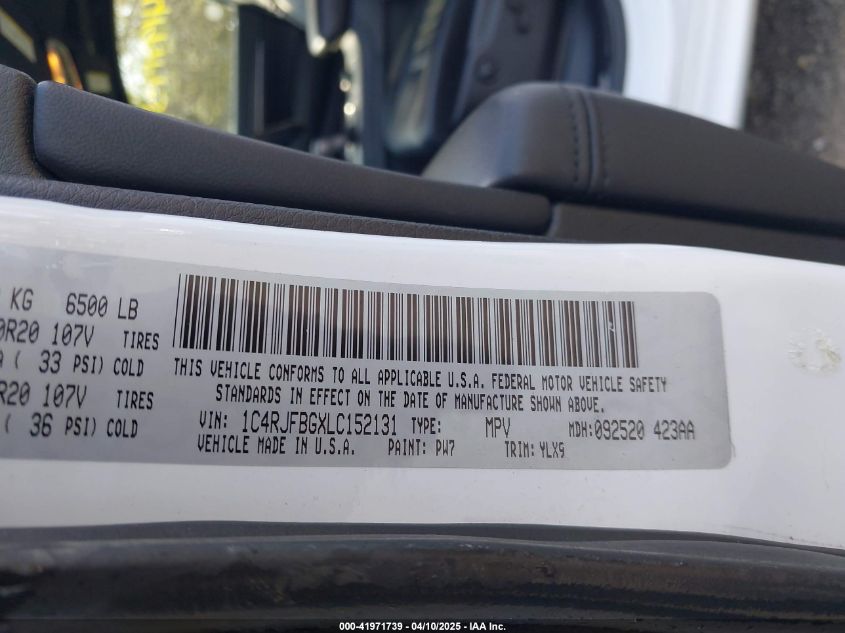 KG 6500 LB
0R20 107V TIRES
( 33 PSI) COLD
R20 107V TIRES
( 36 PSI) COLD
THIS VEHICLE CONFORMS TO ALL APPLICABLE U.S.A. FEDERAL MOTOR VEHICLE SAFETY
STANDARDS IN EFFECT ON THE DATE OF MANUFACTURE SHOWN ABOVE.
VIN: 1C4RJFBGXLC152131 TYPE: MPV MDH:092520 423AA
VEHICLE MADE IN U.S.A. PAINT: PW7 TRIM: YLX9
000-41971739 - 04/10/2025 - IAA Inc.